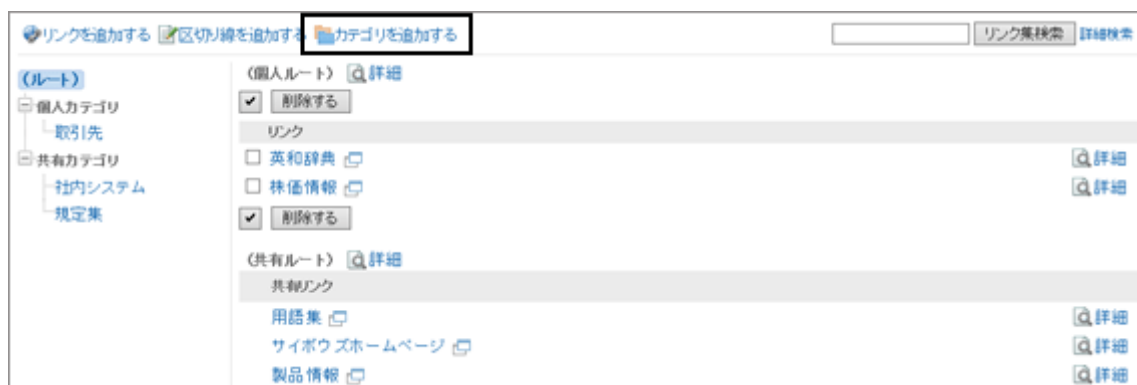 リンクを追加する 区切り線を追加する カテゴリを追加する リンク集検索 詳細検索
(ルート)
個人カテゴリ
取引先
共有カテゴリ
社内システム
規定集
(個人ルート) 詳細
削除する
リンク
英和辞典 詳細
株価情報 詳細
削除する
(共有ルート) 詳細
共有リンク
用語集 詳細
サイボウズホームページ 詳細
製品情報 詳細